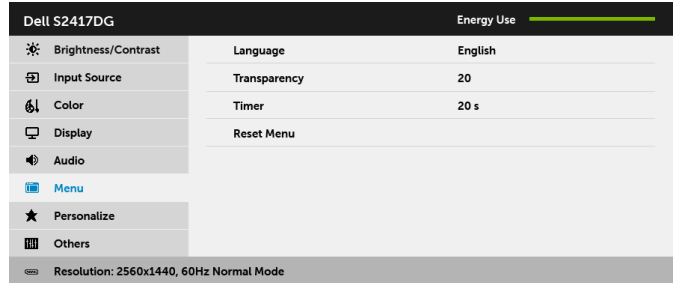 Dell S2417DG Energy Use
Brightness/Contrast Language English
Input Source Transparency 20
Color Timer 20 s
Display Reset Menu
Audio
Menu
Personalize
Others
Resolution: 2560x1440, 60Hz Normal Mode